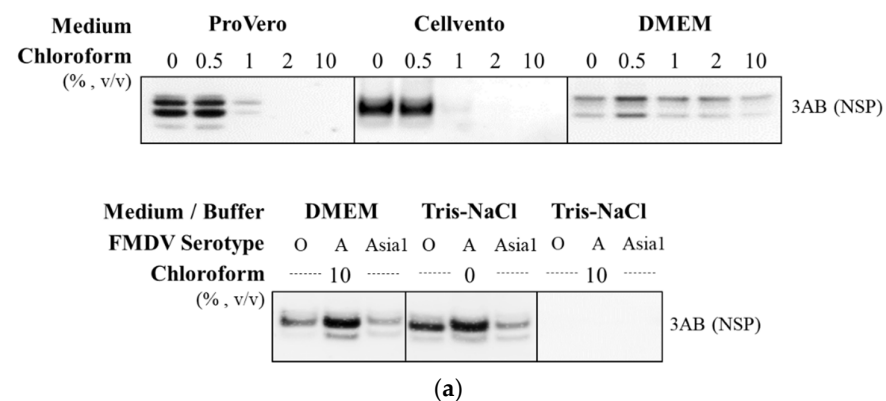 Medium ProVero Cellvento DMEM
Chloroform 0 0.5 1 2 10 0 0.5 1 2 10 0 0.5 1 2 10
(% , v/v)
3AB (NSP)
Medium / Buffer DMEM Tris-NaCl Tris-NaCl
FMDV Serotype O A Asia1 O A Asia1 O A Asia1
Chloroform ------ 10 ------ ------ 0 ------ ------ 10 ------
(% , v/v)
3AB (NSP)
(a)